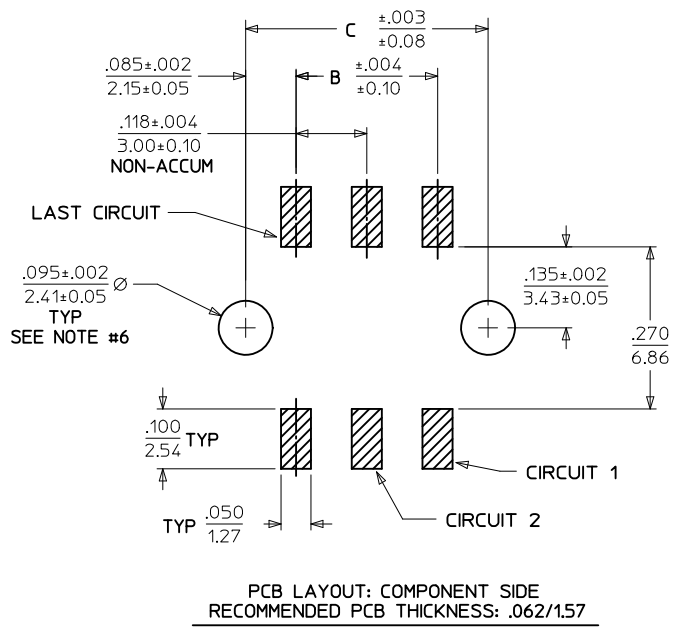 C ±.003
±0.08
.085±.002
2.15±0.05
B ±.004
±0.10
.118±.004
3.00±0.10
NON-ACCUM
LAST CIRCUIT
.095±.002
2.41±0.05 Ø
TYP
SEE NOTE #6
.135±.002
3.43±0.05
.270
6.86
.100
2.54 TYP
CIRCUIT 1
TYP .050
1.27
CIRCUIT 2
PCB LAYOUT: COMPONENT SIDE
RECOMMENDED PCB THICKNESS: .062/1.57